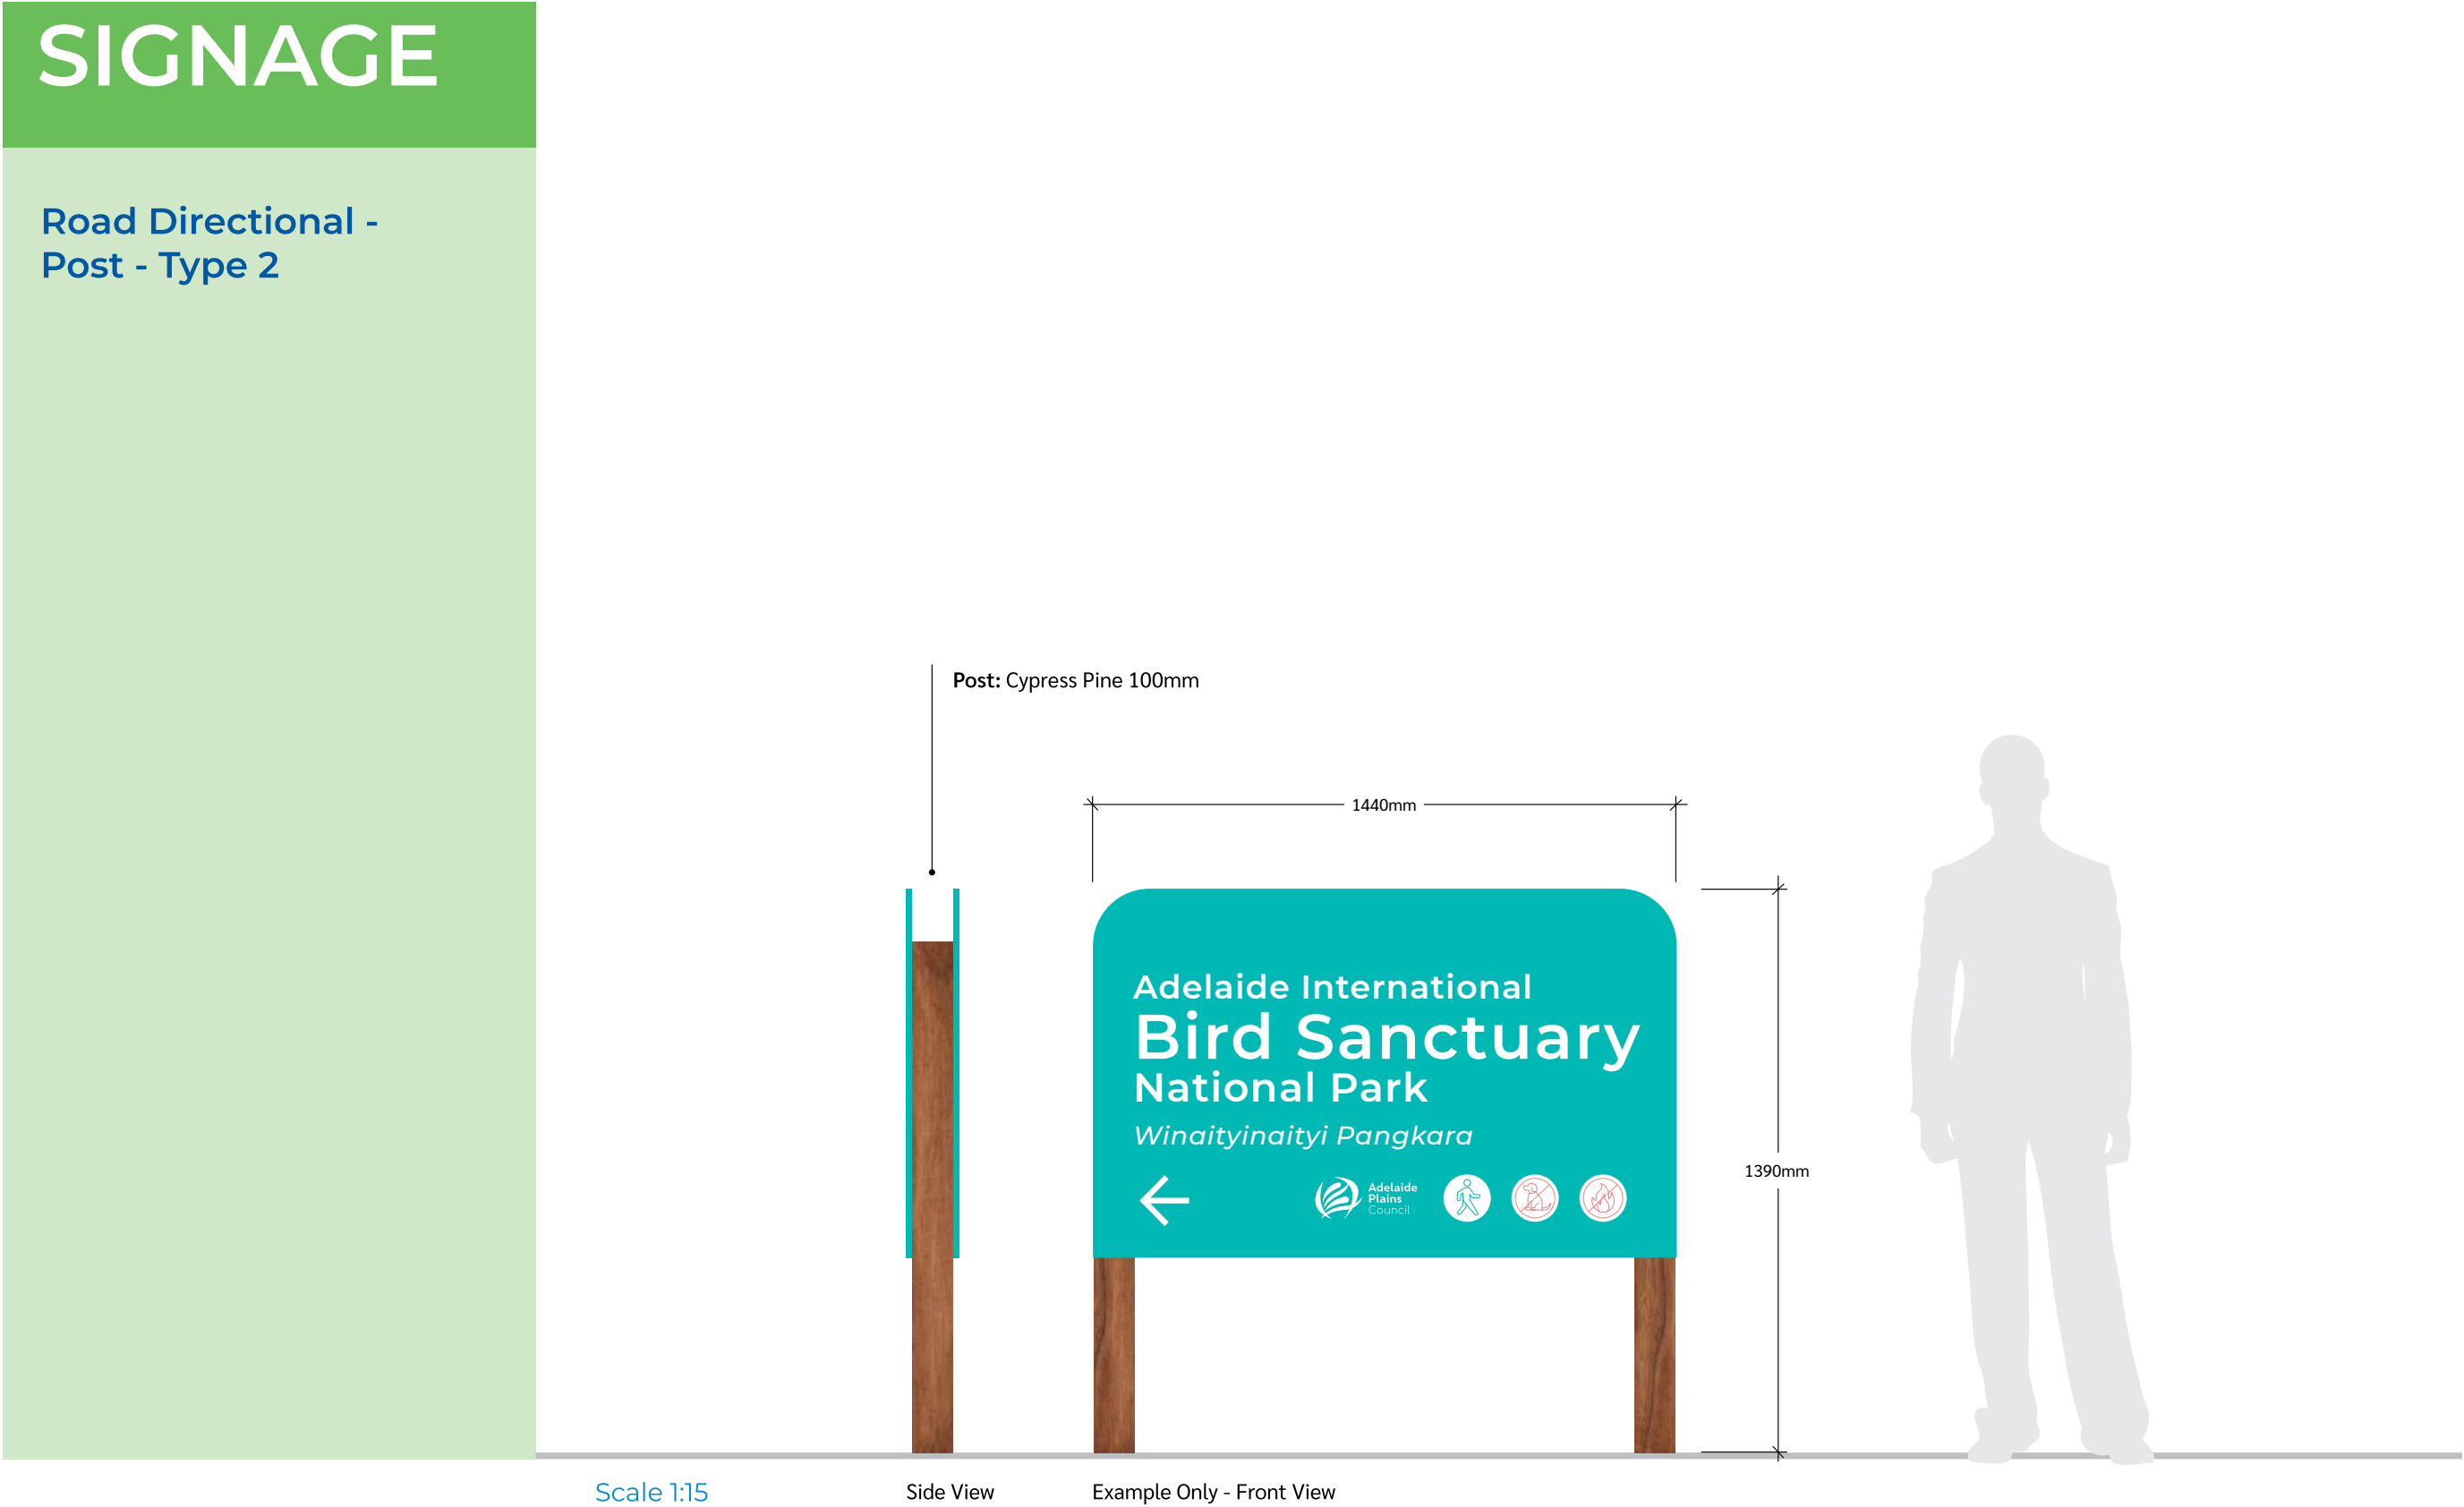 SIGNAGE
Road Directional -
Post - Type 2
Post: Cypress Pine 100mm
1440mm
Adelaide International
Bird Sanctuary
National Park
Winaityinaityi Pangkara
Adelaide
Plains
Council
1390mm
Scale 1:15
Side View
Example Only - Front View